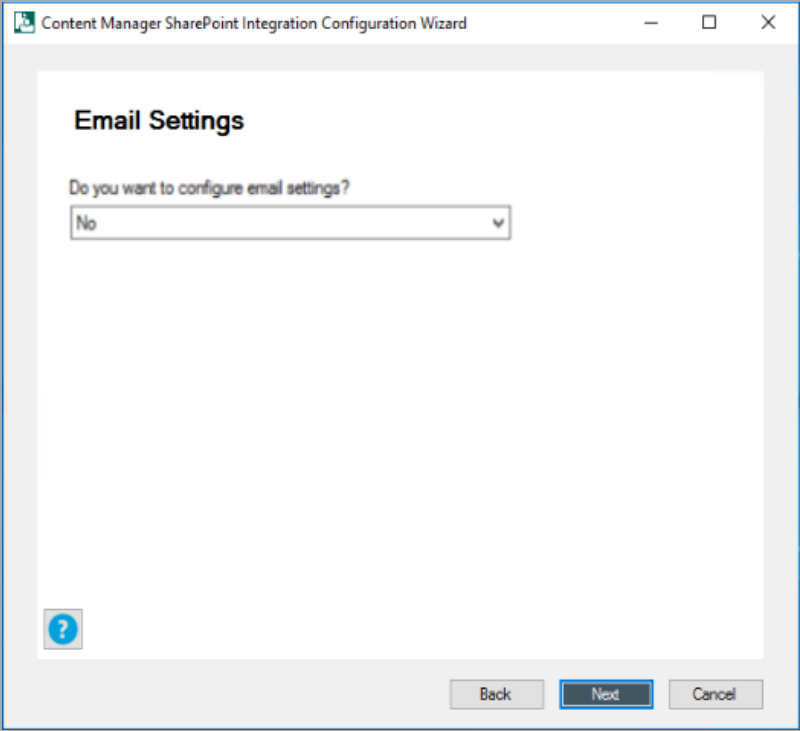 Content Manager SharePoint Integration Configuration Wizard
Email Settings
Do you want to configure email settings?
No
?
Back
Next
Cancel